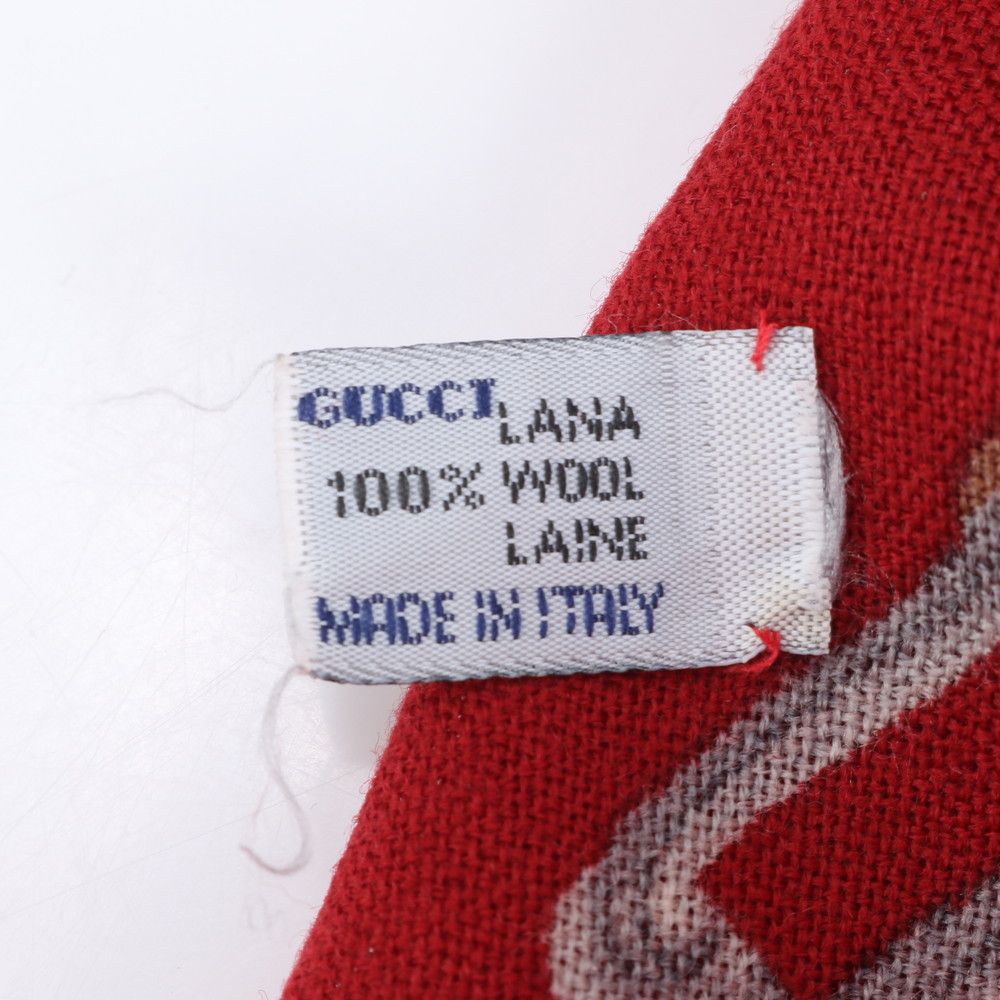 GUCCI LANA
100% WOOL
LAINE
MADE IN ITALY